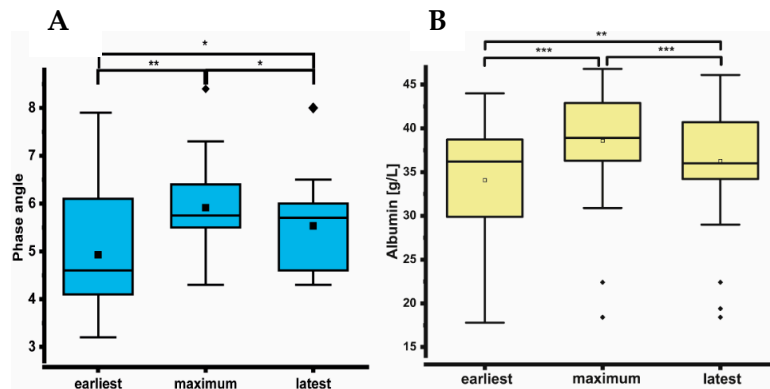 A
*
**
*
Phase angle
8
7
6
5
4
3
earliest
maximum
latest
B
**
***
***
Albumin [g/L]
45
40
35
30
25
20
15
earliest
maximum
latest